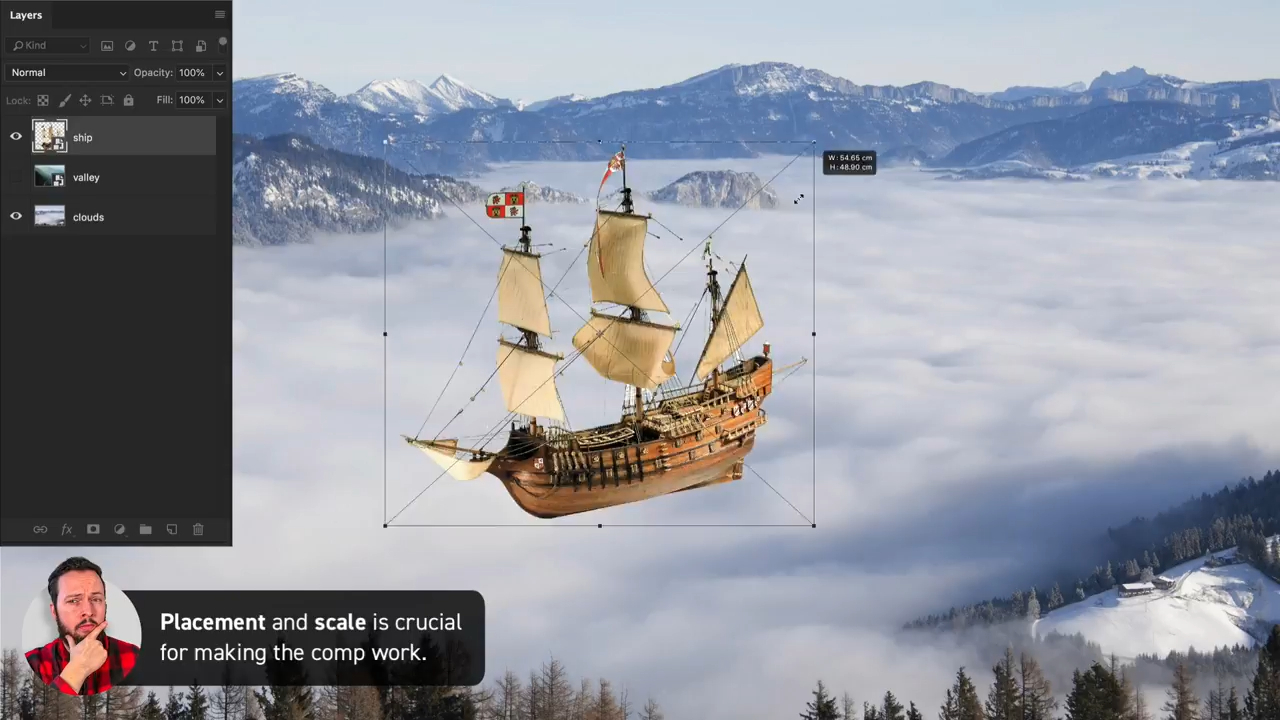 Layers
Kind
Normal
Opacity: 100%
Lock:
Fill: 100%
ship
valley
clouds
fx
W: 54.65 cm
H: 48.90 cm
Placement and scale is crucial
for making the comp work.